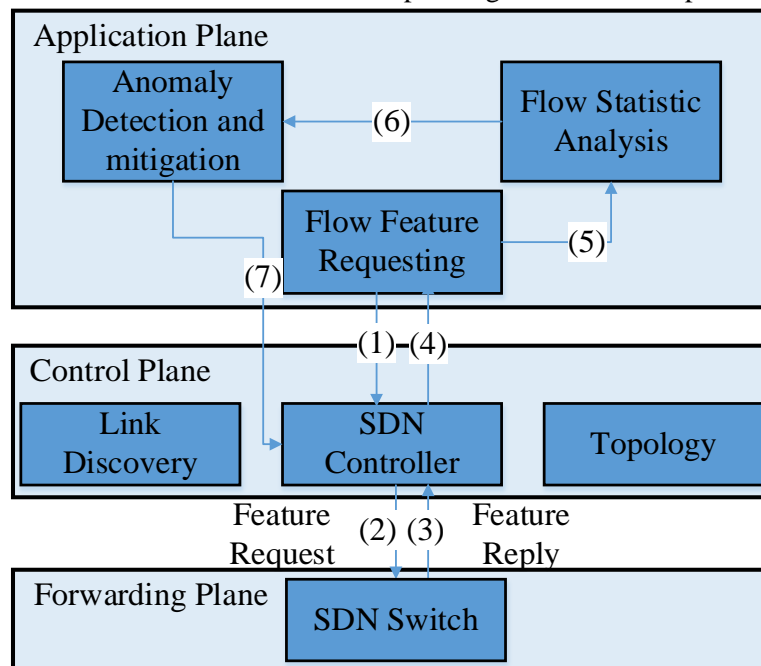 Application Plane
Anomaly
Detection and
mitigation
(6)
Flow Statistic
Analysis
Flow Feature
Requesting
(5)
(7)
(1)
(4)
Control Plane
Link
Discovery
SDN
Controller
Topology
Feature
Request
(2)
(3)
Feature
Reply
Forwarding Plane
SDN Switch